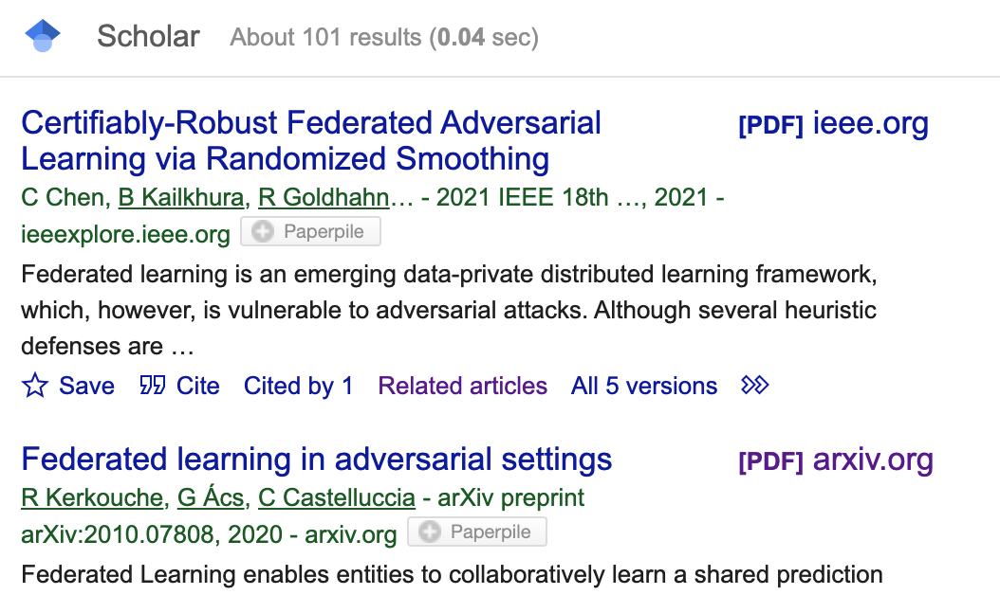 Scholar About 101 results (0.04 sec)
Certifiably-Robust Federated Adversarial [PDF] ieee.org
Learning via Randomized Smoothing
C Chen, B Kailkhura, R Goldhahn… - 2021 IEEE 18th …, 2021 -
ieeexplore.ieee.org Paperpile
Federated learning is an emerging data-private distributed learning framework,
which, however, is vulnerable to adversarial attacks. Although several heuristic
defenses are …
Save Cite Cited by 1 Related articles All 5 versions
Federated learning in adversarial settings [PDF] arxiv.org
R Kerkouche, G Ács, C Castelluccia - arXiv preprint
arXiv:2010.07808, 2020 - arxiv.org Paperpile
Federated Learning enables entities to collaboratively learn a shared prediction